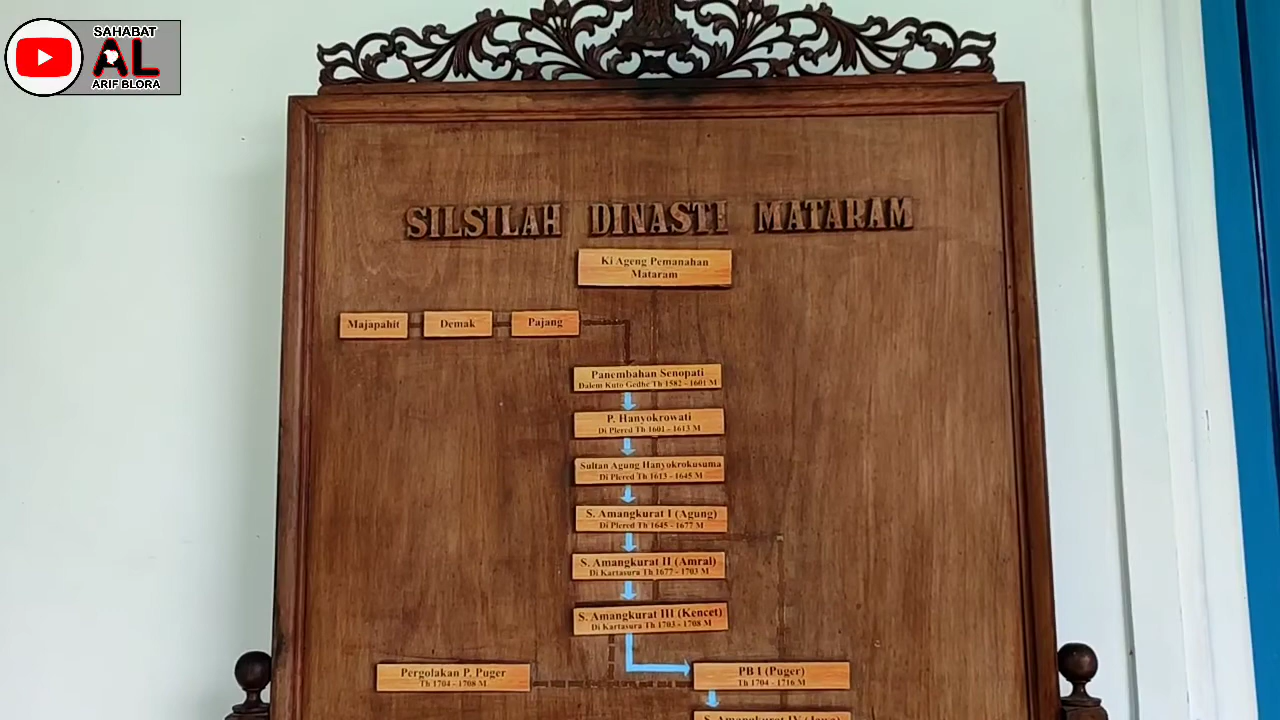 SAHABAT
AL
ARIF BLORA
SILSILAH DINASTI MATARAM
Ki Ageng Pemanahan
Mataram
Majapahit
Demak
Pajang
Panembahan Senopati
Dalem Kuto Gedhe Th 1582 - 1601 M
P. Hanyokrowati
Di Plered Th 1601 - 1613 M
Sultan Agung Hanyokrokusuma
Di Plered Th 1613 - 1645 M
S. Amangkurat I (Agung)
Di Plered Th 1645 - 1677 M
S. Amangkurat II (Amral)
Di Kartasura Th 1677 - 1703 M
S. Amangkurat III (Kencet)
Di Kartasura Th 1703 - 1708 M
Pergolakan P. Puger
Th 1704 - 1708 M
PB I (Puger)
Th 1704 - 1716 M
S. Amangkurat IV (Jawa)